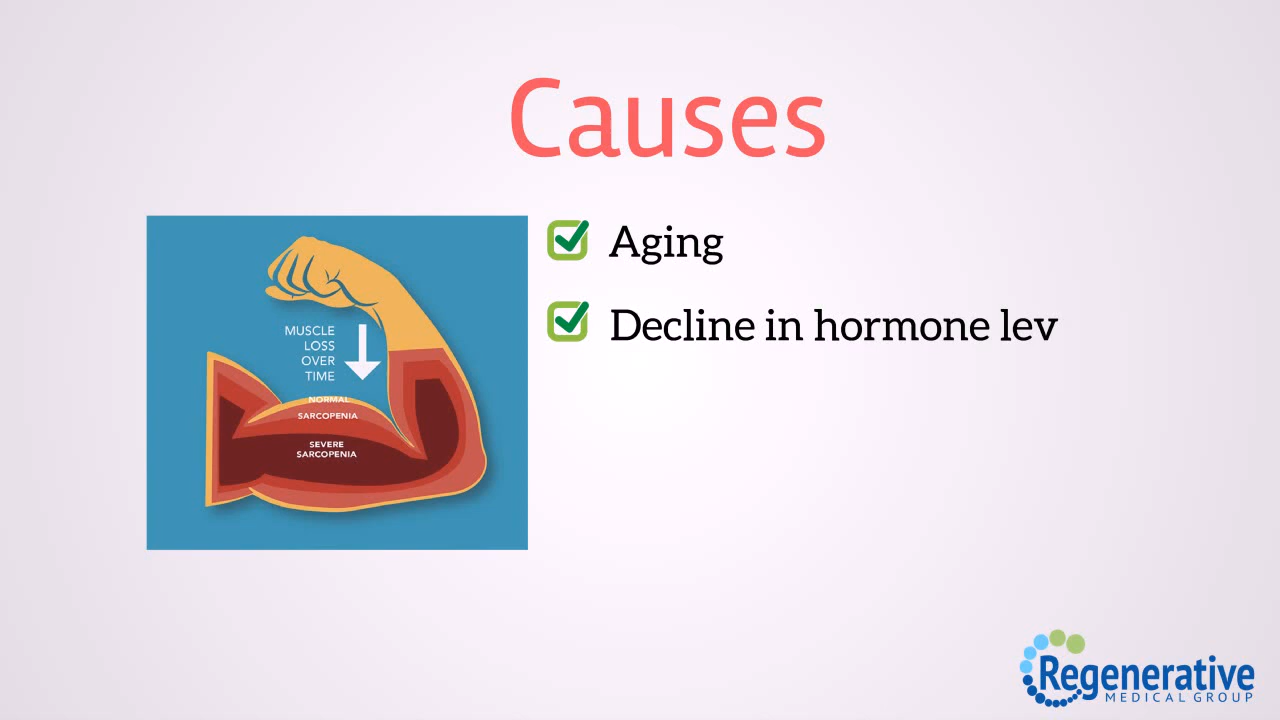 Causes
Aging
Decline in hormone lev
MUSCLE
LOSS
OVER
TIME
NORMAL
SARCOPENIA
SEVERE
SARCOPENIA
Regenerative
MEDICAL GROUP